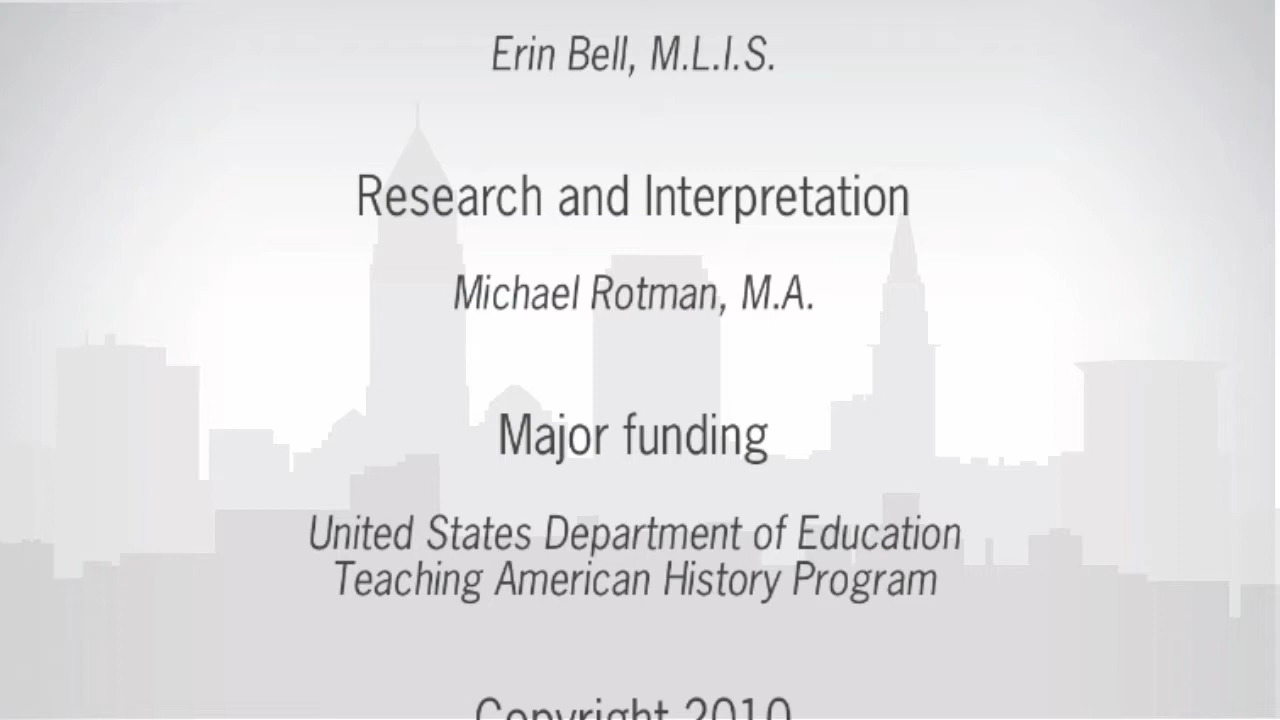 Erin Bell, M.L.I.S.
Research and Interpretation
Michael Rotman, M.A.
Major funding
United States Department of Education
Teaching American History Program
Copyright 2010